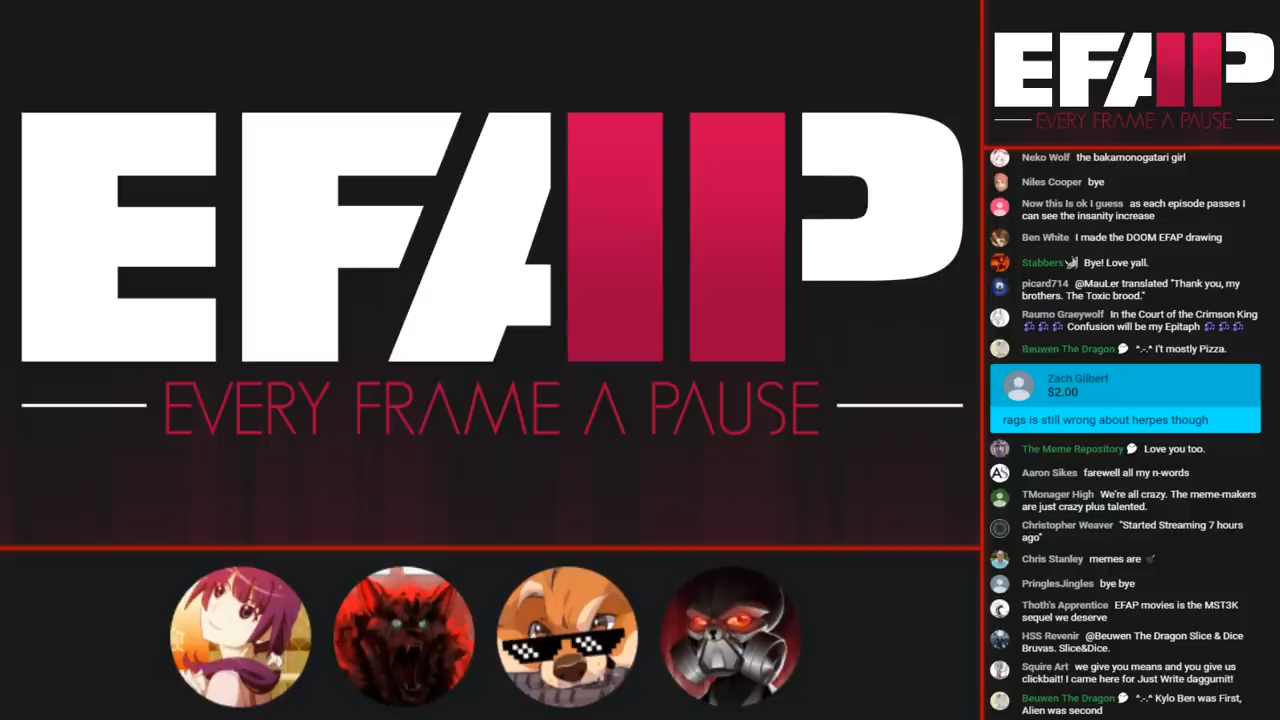 EFAP
EVERY FRAME A PAUSE
EFAP
EVERY FRAME A PAUSE
Neko Wolf the bakamonogatari girl
Niles Cooper bye
Now this Is ok I guess as each episode passes I
can see the insanity increase
Ben White I made the DOOM EFAP drawing
Stabbers Bye! Love yall.
picard714 @MauLer translated "Thank you, my
brothers. The Toxic brood."
Raumo Graeywolf In the Court of the Crimson King
Confusion will be my Epitaph
Beuwen The Dragon ^.-.^ I't mostly Pizza.
Zach Gilbert
$2.00
rags is still wrong about herpes though
The Meme Repository Love you too.
AS
Aaron Sikes farewell all my n-words
TManager High We're all crazy. The meme-makers
are just crazy plus talented.
Christopher Weaver "Started Streaming 7 hours
ago"
Chris Stanley memes are
PringlesJingles bye bye
Thoth's Apprentice EFAP movies is the MST3K
sequel we deserve
HSS Revenir @Beuwen The Dragon Slice & Dice
Bruvas. Slice&Dice.
Squire Art we give you means and you give us
clickbait! I came here for Just Write daggumit!
Beuwen The Dragon ^.-.^ Kylo Ben was First,
Alien was second